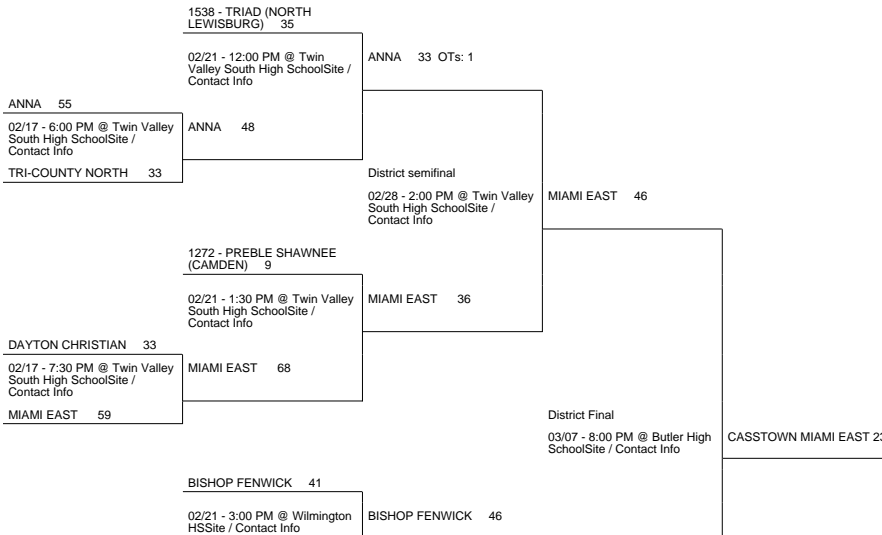 1538 - TRIAD (NORTH
LEWISBURG) 35
02/21 - 12:00 PM @ Twin
Valley South High SchoolSite /
Contact Info
ANNA 33 OTs: 1
ANNA 55
02/17 - 6:00 PM @ Twin Valley
South High SchoolSite /
Contact Info
ANNA 48
TRI-COUNTY NORTH 33
District semifinal
02/28 - 2:00 PM @ Twin Valley
South High SchoolSite /
Contact Info
MIAMI EAST 46
1272 - PREBLE SHAWNEE
(CAMDEN) 9
02/21 - 1:30 PM @ Twin Valley
South High SchoolSite /
Contact Info
MIAMI EAST 36
DAYTON CHRISTIAN 33
02/17 - 7:30 PM @ Twin Valley
South High SchoolSite /
Contact Info
MIAMI EAST 68
MIAMI EAST 59
District Final
03/07 - 8:00 PM @ Butler High
SchoolSite / Contact Info
CASSTOWN MIAMI EAST 23
BISHOP FENWICK 41
02/21 - 3:00 PM @ Wilmington
HSSite / Contact Info
BISHOP FENWICK 46